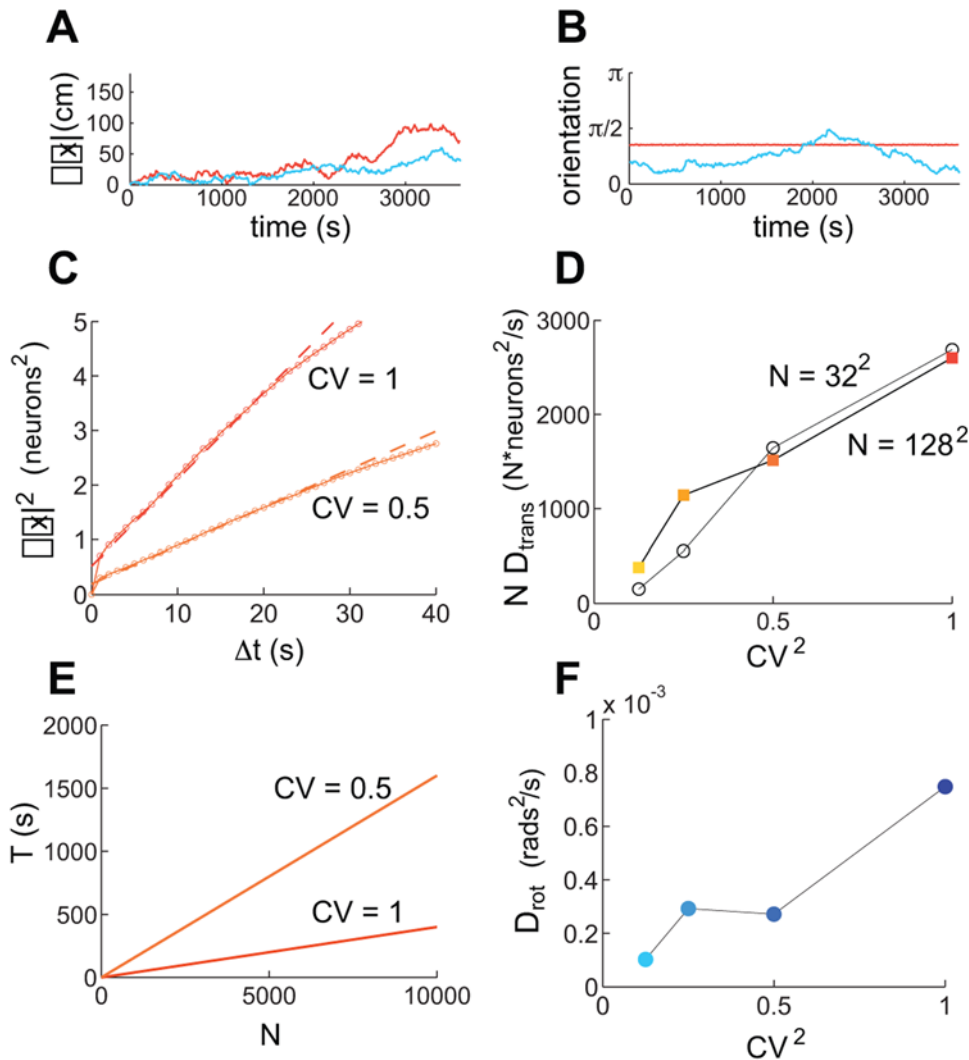 A
□□x|(cm)
150
100
50
0
0
1000
2000
3000
time (s)
B
orientation
π
π/2
0
0
1000
2000
3000
time (s)
C
□□x|² (neurons²)
5
4
3
2
1
0
0
10
20
30
40
Δt (s)
CV = 1
CV = 0.5
D
N D_trans (N*neurons²/s)
3000
2000
1000
0
0
0.5
1
CV²
N = 32²
N = 128²
E
T (s)
2000
1500
1000
500
0
0
5000
10000
N
CV = 0.5
CV = 1
F
x 10⁻³
D_rot (rads²/s)
1
0.8
0.6
0.4
0.2
0
0
0.5
1
CV²